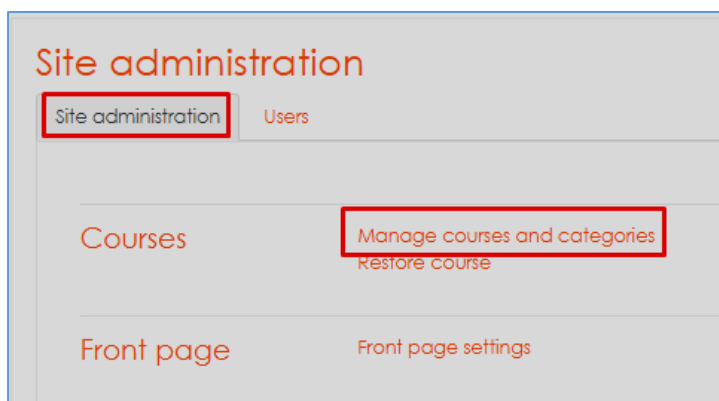 Site administration
Site administration Users
Courses Manage courses and categories
Restore course
Front page Front page settings